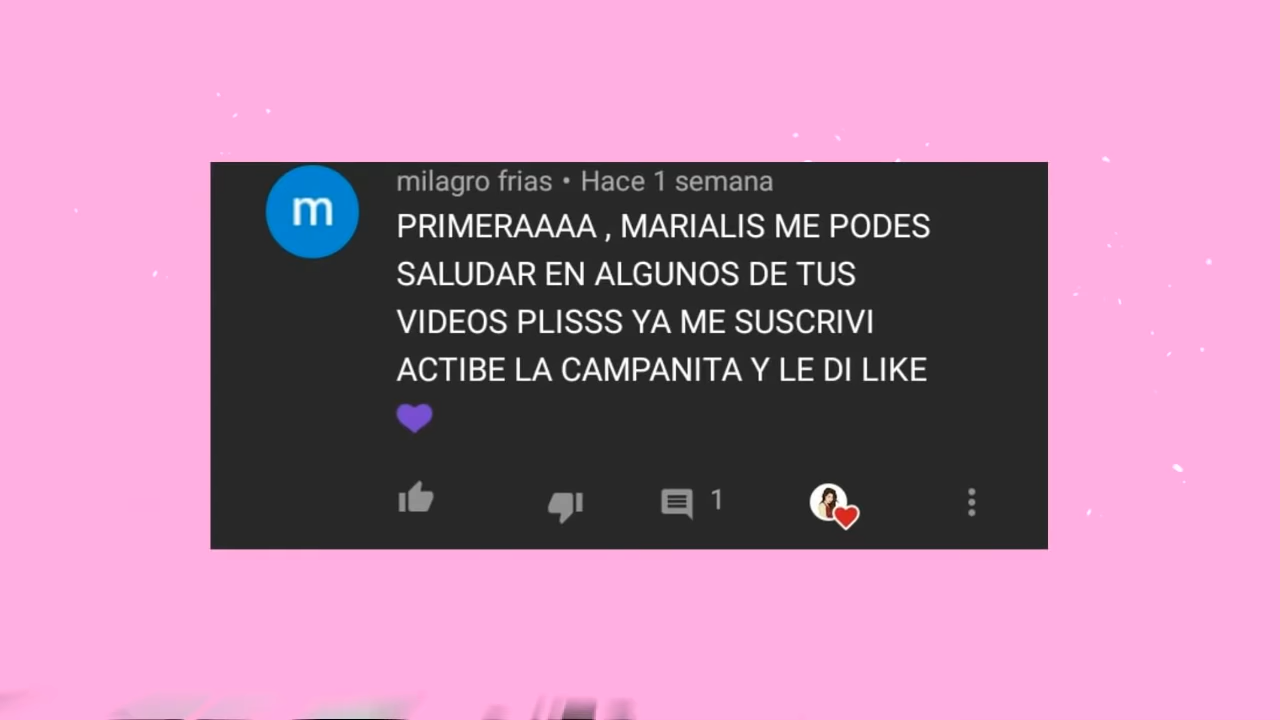 m
milagro frias • Hace 1 semana
PRIMERAAAA , MARIALIS ME PODES
SALUDAR EN ALGUNOS DE TUS
VIDEOS PLISSS YA ME SUSCRIVI
ACTIBE LA CAMPANITA Y LE DI LIKE
💜
1